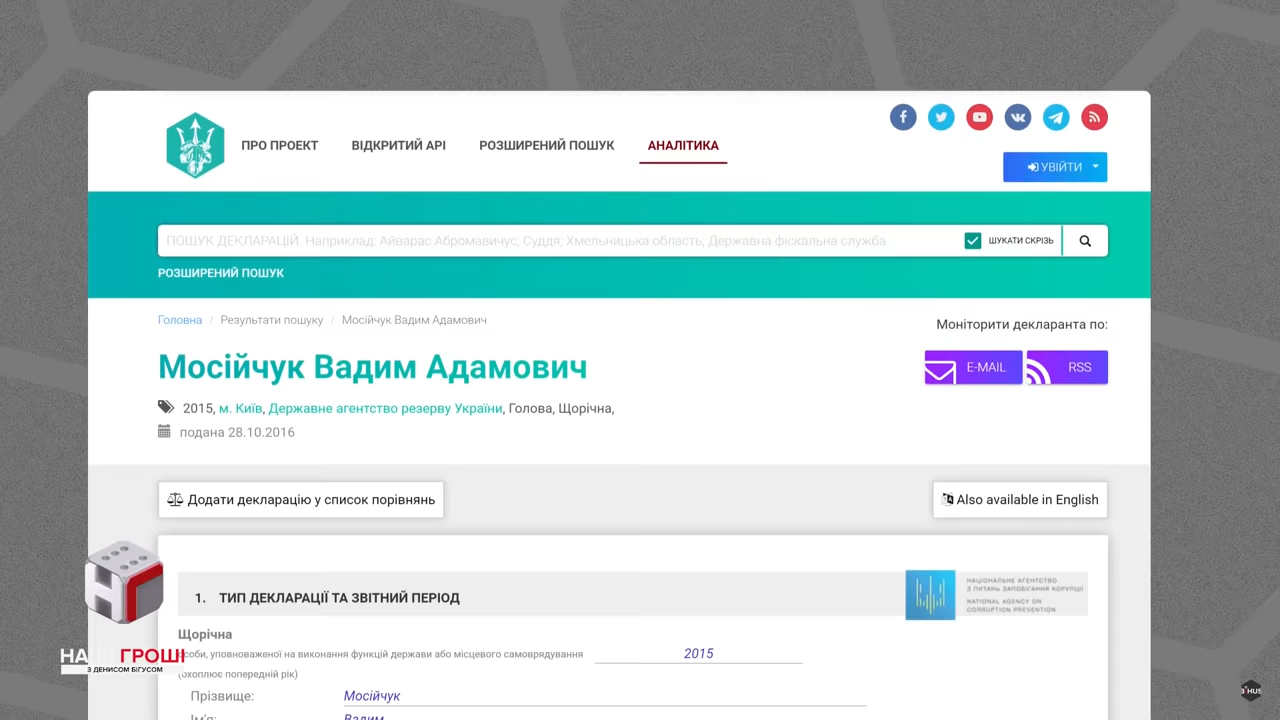 ПРО ПРОЕКТ ВІДКРИТИЙ АРІ РОЗШИРЕНИЙ ПОШУК АНАЛІТИКА
УВІЙТИ
ПОШУК ДЕКЛАРАЦІЙ. Наприклад: Айварас Абромавичус; Суддя; Хмельницька область; Державна фіскальна служба
ШУКАТИ СКРІЗЬ
РОЗШИРЕНИЙ ПОШУК
Головна / Результати пошуку / Мосійчук Вадим Адамович
Моніторити декларанта по:
Мосійчук Вадим Адамович
E-MAIL RSS
2015, м. Київ, Державне агентство резерву України, Голова, Щорічна,
подана 28.10.2016
Додати декларацію у список порівнянь
Also available in English
1. ТИП ДЕКЛАРАЦІЇ ТА ЗВІТНИЙ ПЕРІОД
НАЦІОНАЛЬНЕ АГЕНТСТВО
З ПИТАНЬ ЗАПОБІГАННЯ КОРУПЦІЇ
NATIONAL AGENCY ON
CORRUPTION PREVENTION
Щорічна
особи, уповноваженої на виконання функцій держави або місцевого самоврядування 2015
(охоплює попередній рік)
Прізвище: Мосійчук
Ім'я: Вадим
НАШІ ГРОШІ
З ДЕНИСОМ БІГУСОМ
BIHUS